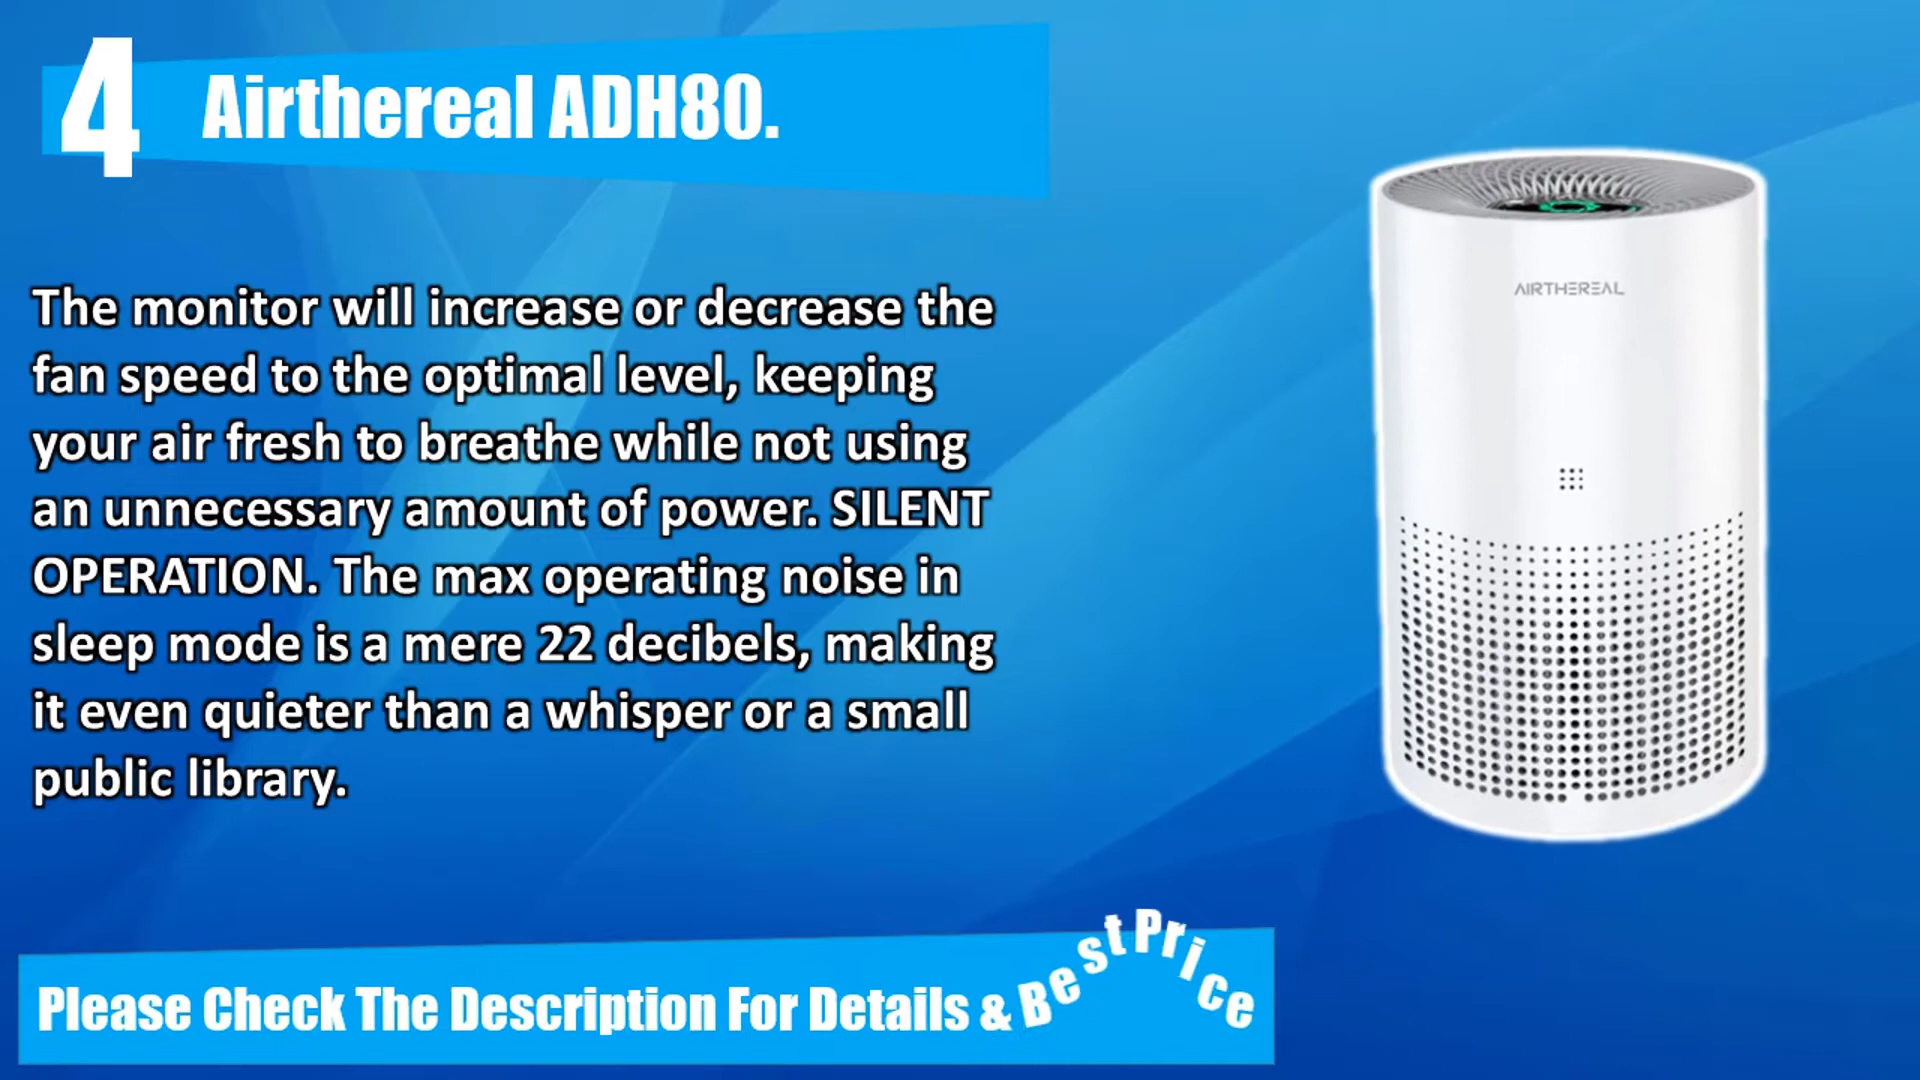 4 Airthereal ADH80.
The monitor will increase or decrease the
fan speed to the optimal level, keeping
your air fresh to breathe while not using
an unnecessary amount of power. SILENT
OPERATION. The max operating noise in
sleep mode is a mere 22 decibels, making
it even quieter than a whisper or a small
public library.
AIRTHEREAL
Please Check The Description For Details & Best Price